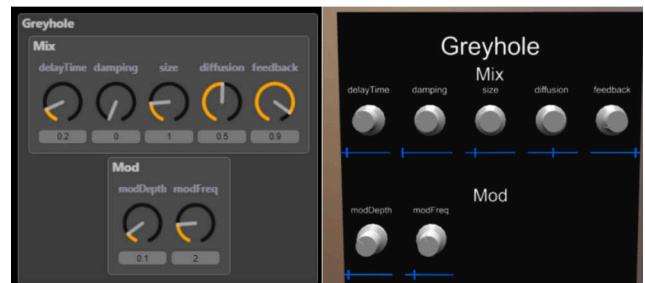 Greyhole
Mix
delayTime damping size diffusion feedback
0.2 0 1 0.5 0.9
Mod
modDepth modFreq
0.1 2
Greyhole
Mix
delayTime damping size diffusion feedback
Mod
modDepth modFreq